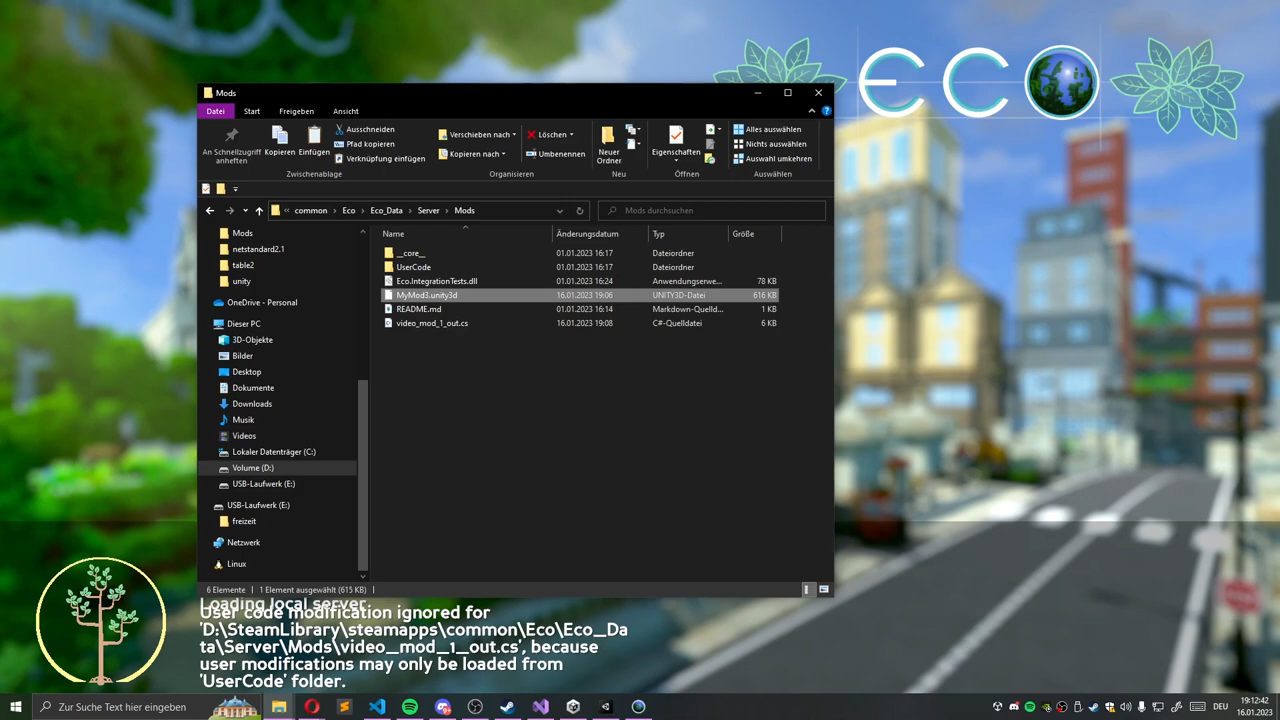 ECO
Mods
Datei Start Freigeben Ansicht
An Schnellzugriff
anheften
Kopieren
Einfügen
Ausschneiden
Pfad kopieren
Verknüpfung einfügen
Zwischenablage
Verschieben nach
Kopieren nach
Löschen
Umbenennen
Organisieren
Neuer
Ordner
Neu
Eigenschaften
Öffnen
Alles auswählen
Nichts auswählen
Auswahl umkehren
Auswählen
« common > Eco > Eco_Data > Server > Mods
Mods durchsuchen
Mods
netstandard2.1
table2
unity
OneDrive - Personal
Dieser PC
3D-Objekte
Bilder
Desktop
Dokumente
Downloads
Musik
Videos
Lokaler Datenträger (C:)
Volume (D:)
USB-Laufwerk (E:)
USB-Laufwerk (E:)
freizeit
Netzwerk
Linux
Name Änderungsdatum Typ Größe
__core__ 01.01.2023 16:17 Dateiordner
UserCode 01.01.2023 16:17 Dateiordner
Eco.IntegrationTests.dll 01.01.2023 16:24 Anwendungserwe... 78 KB
MyMod3.unity3d 16.01.2023 19:06 UNITY3D-Datei 616 KB
README.md 01.01.2023 16:14 Markdown-Quelld... 1 KB
video_mod_1_out.cs 16.01.2023 19:08 C#-Quelldatei 6 KB
6 Elemente 1 Element ausgewählt (615 KB)
Loading local server
User code modification ignored for
'D:\SteamLibrary\steamapps\common\Eco\Eco_Da
ta\Server\Mods\video_mod_1_out.cs', because
user modifications may only be loaded from
'UserCode' folder.
Zur Suche Text hier eingeben
DEU
19:12:42
16.01.2023